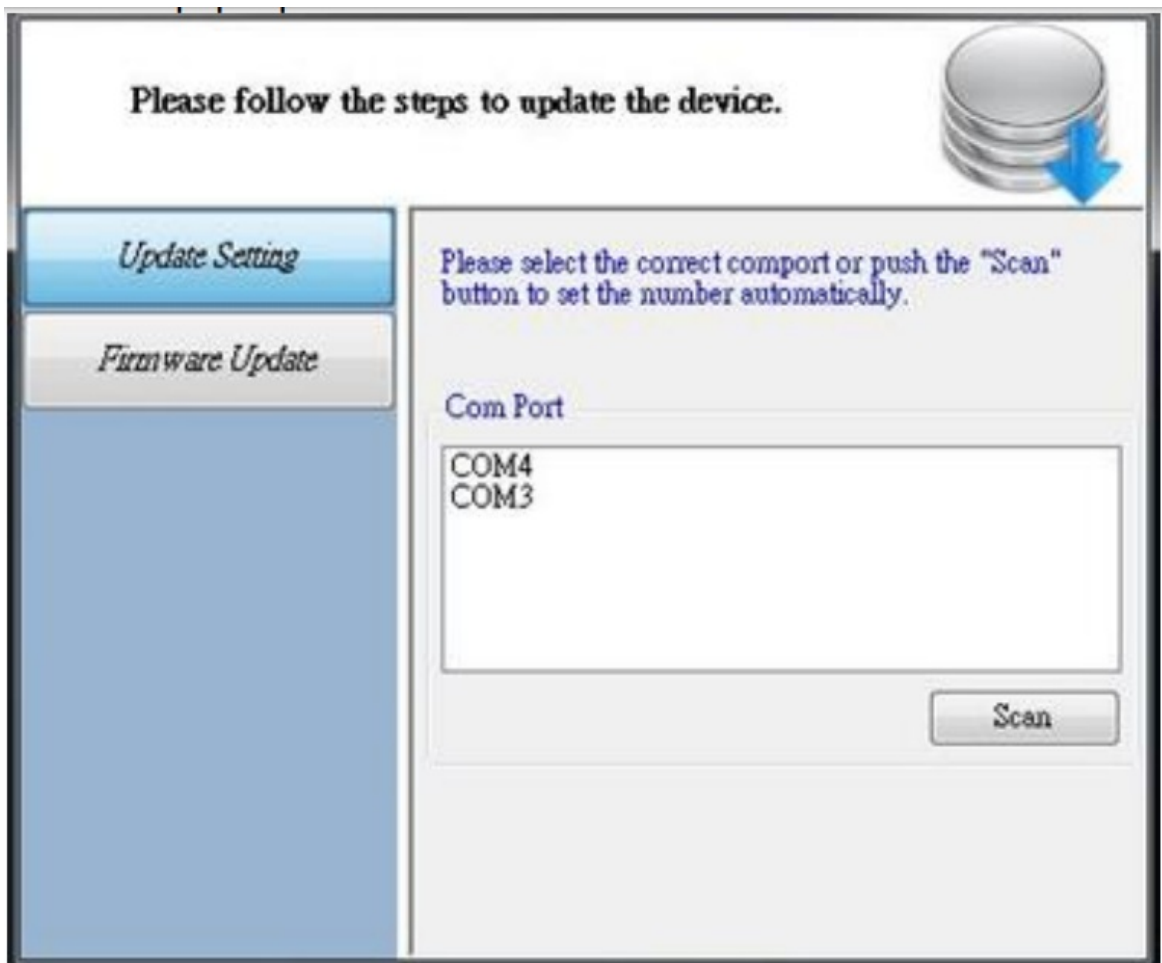 Please follow the steps to update the device.
Update Setting
Firmware Update
Please select the correct comport or push the "Scan"
button to set the number automatically.
Com Port
COM4
COM3
Scan